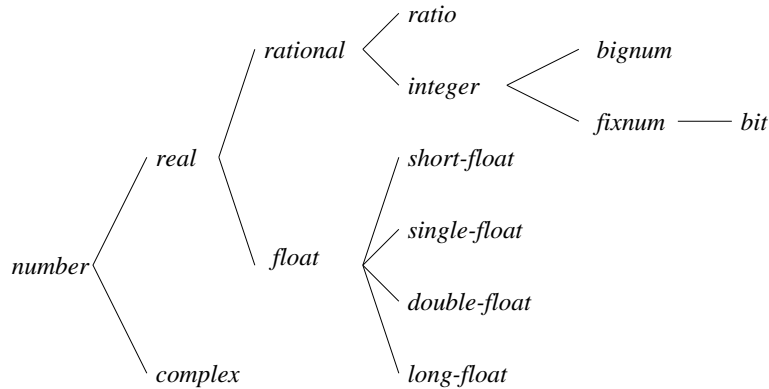 ratio
rational
bignum
integer
fixnum
bit
real
short-float
single-float
float
number
double-float
complex
long-float